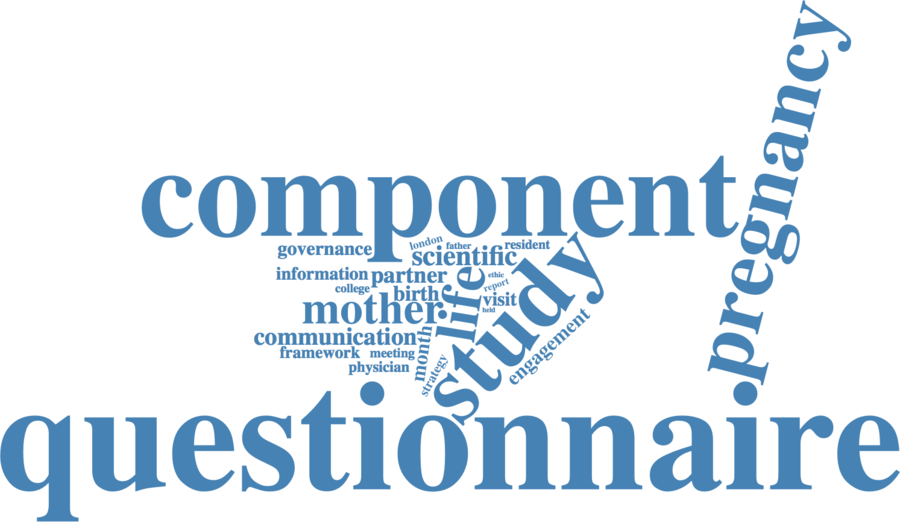 pregnancy
component
governance
london
father
resident
scientific
information
partner
ethic
college
life
report
birth
visit
mother
held
study
communication
month
engagement
framework
meeting
strategy
physician
questionnaire